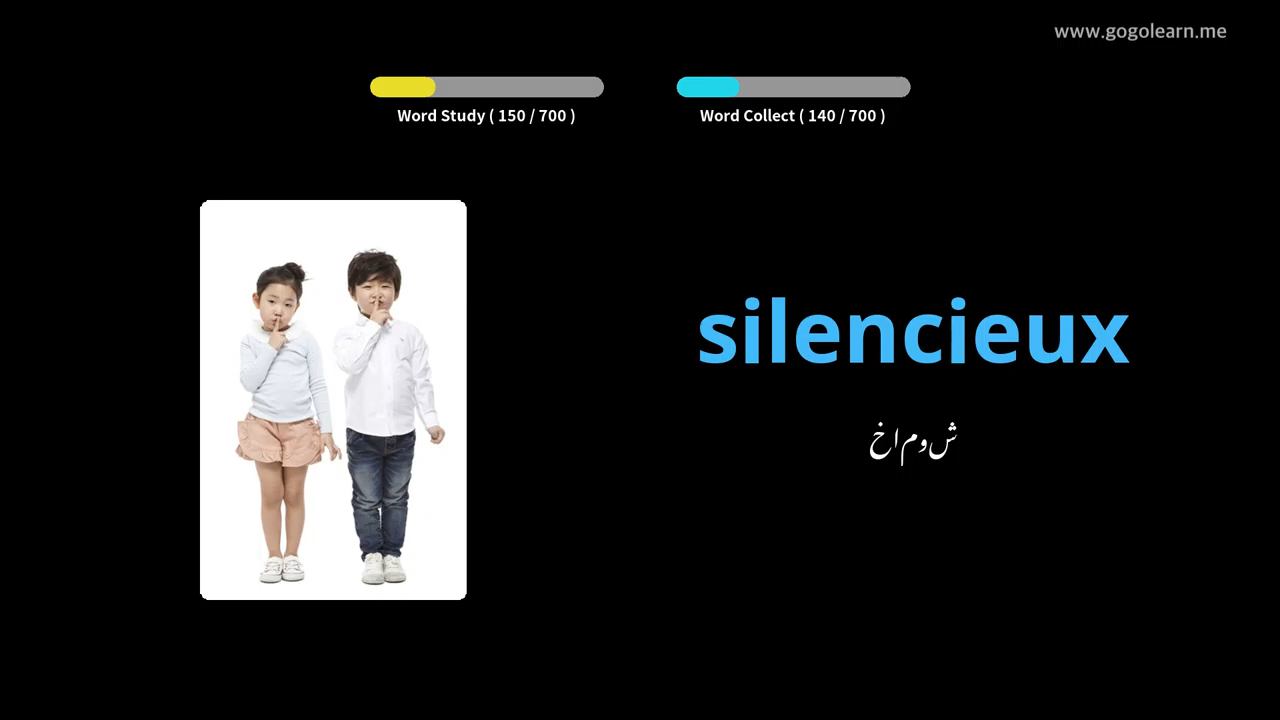 www.gogolearn.me
Word Study ( 150 / 700 )
Word Collect ( 140 / 700 )
silencieux
خاموش